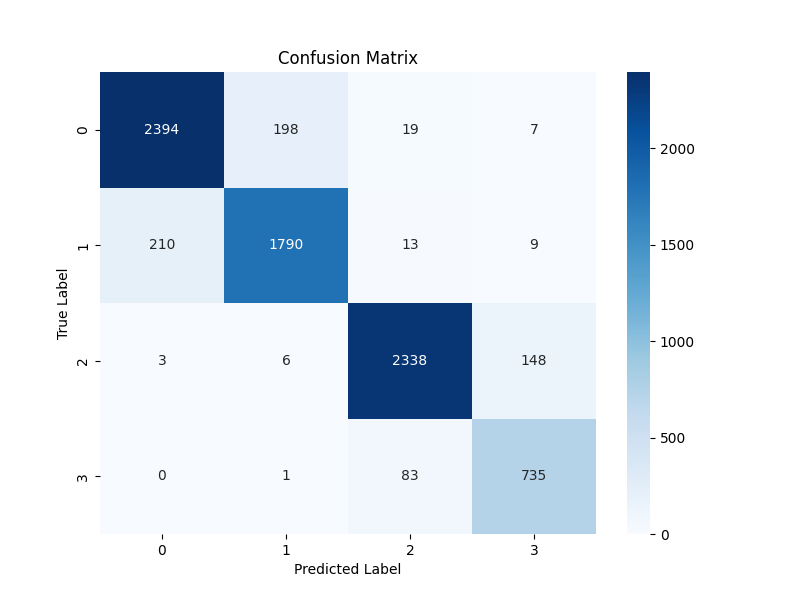 Confusion Matrix
0 2394 198 19 7
1 210 1790 13 9
2 3 6 2338 148
3 0 1 83 735
0 1 2 3
True Label
Predicted Label
2000
1500
1000
500
0